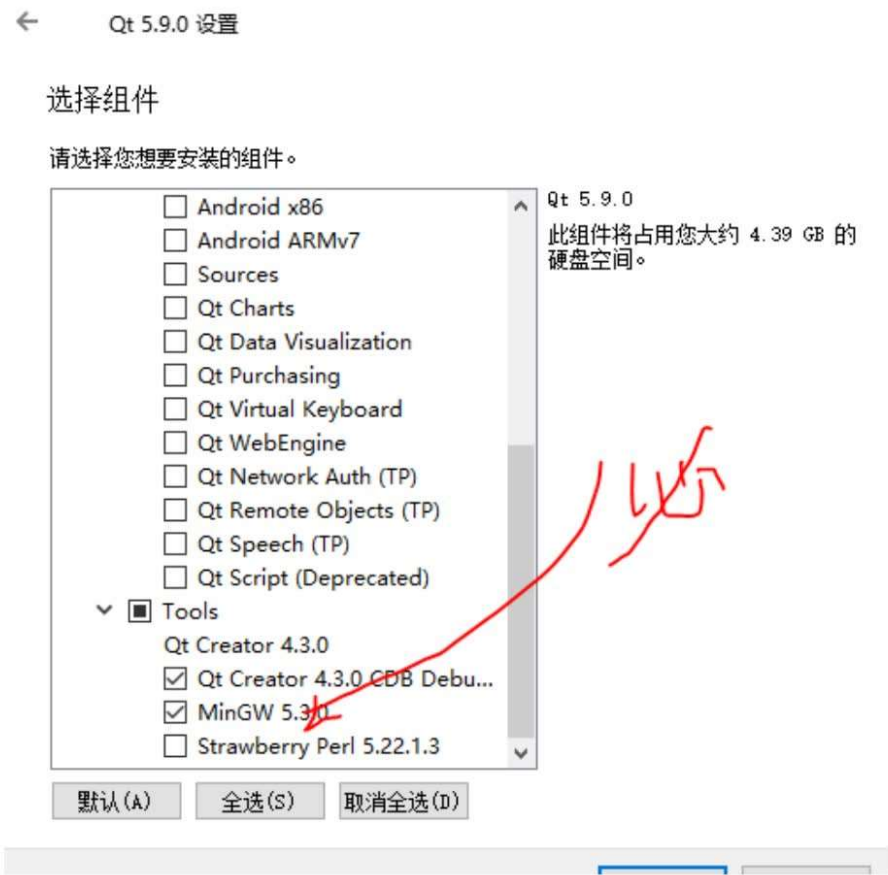 Qt 5.9.0 设置
选择组件
请选择您想要安装的组件。
Android x86
Android ARMv7
Sources
Qt Charts
Qt Data Visualization
Qt Purchasing
Qt Virtual Keyboard
Qt WebEngine
Qt Network Auth (TP)
Qt Remote Objects (TP)
Qt Speech (TP)
Qt Script (Deprecated)
Tools
Qt Creator 4.3.0
Qt Creator 4.3.0 CDB Debu...
MinGW 5.3.0
Strawberry Perl 5.22.1.3
Qt 5.9.0
此组件将占用您大约 4.39 GB 的
硬盘空间。
必
默认(A)
全选(S)
取消全选(D)